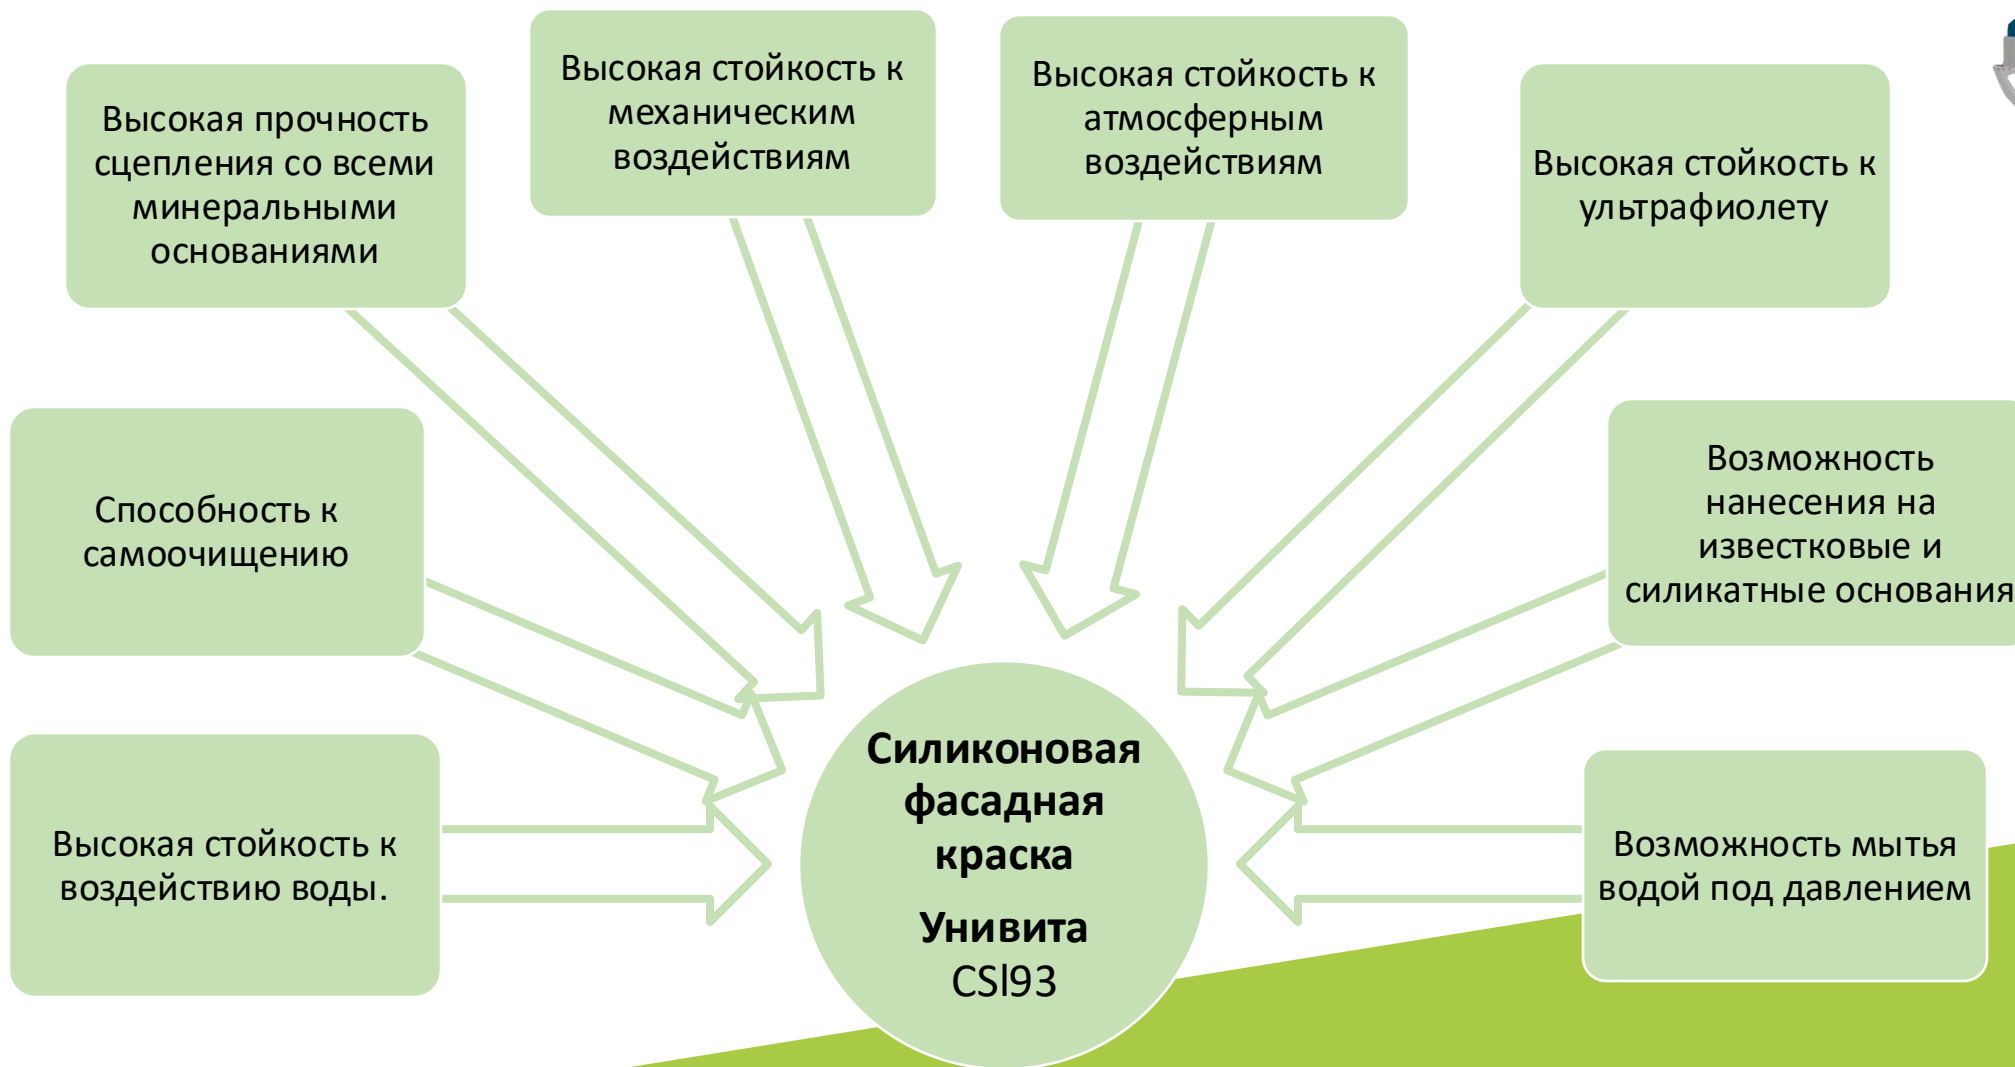 Высокая прочность
сцепления со всеми
минеральными
основаниями
Высокая стойкость к
механическим
воздействиям
Высокая стойкость к
атмосферным
воздействиям
Высокая стойкость к
ультрафиолету
Способность к
самоочищению
Возможность
нанесения на
известковые и
силикатные основания
Высокая стойкость к
воздействию воды.
Силиконовая
фасадная
краска
Унивита
CSl93
Возможность мытья
водой под давлением